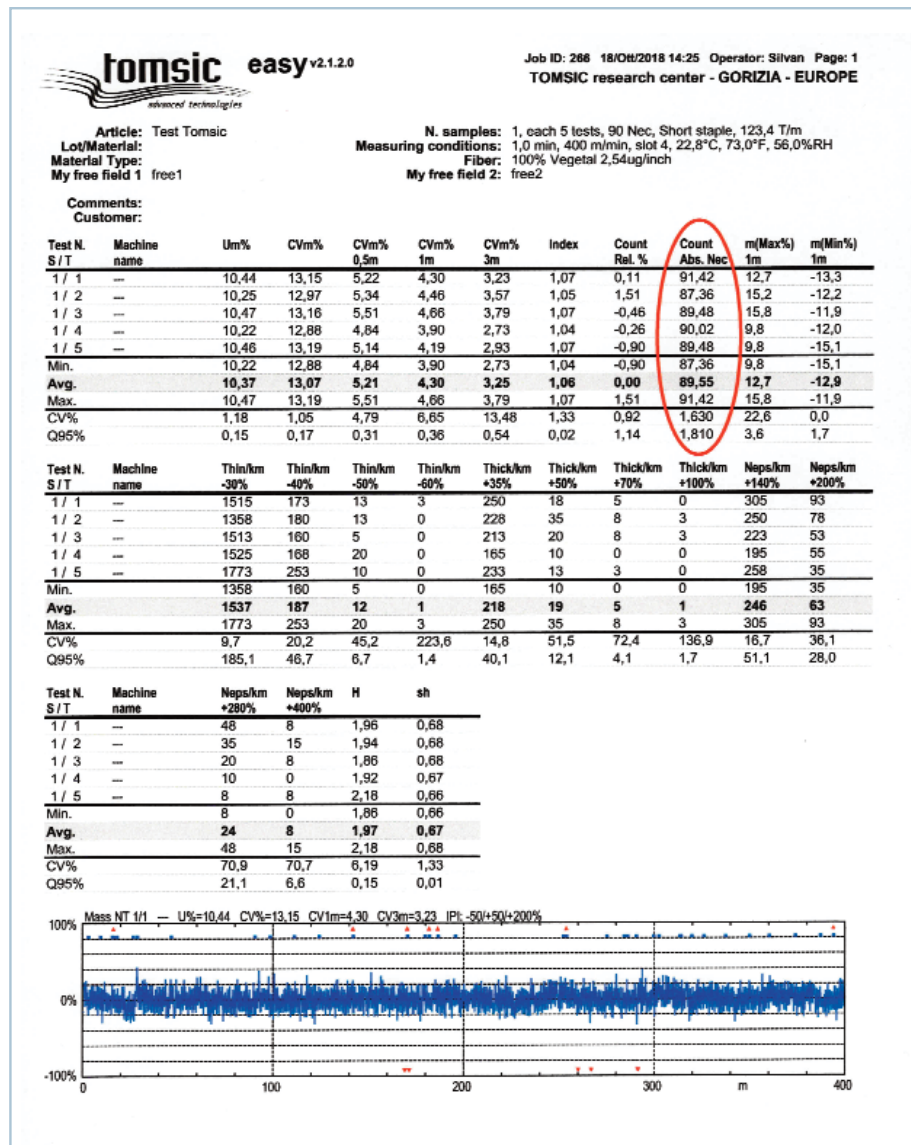 tomsic easy v2.1.2.0
advanced technologies
Job ID: 266 18/Ott/2018 14:25 Operator: Silvan Page: 1
TOMSIC research center - GORIZIA - EUROPE
Article: Test Tomsic
Lot/Material:
Material Type:
My free field 1 free1
N. samples: 1, each 5 tests, 90 Nec, Short staple, 123,4 T/m
Measuring conditions: 1,0 min, 400 m/min, slot 4, 22,8°C, 73,0°F, 56,0%RH
Fiber: 100% Vegetal 2,54ug/inch
My free field 2: free2
Comments:
Customer:
Test N. Machine Um% CVm% CVm% CVm% CVm% Index Count Count m(Max%) m(Min%)
S / T name 0,5m 1m 3m Rel. % Abs. Nec 1m 1m
1 / 1 --- 10,44 13,15 5,22 4,30 3,23 1,07 0,11 91,42 12,7 -13,3
1 / 2 --- 10,25 12,97 5,34 4,46 3,57 1,05 1,51 87,36 15,2 -12,2
1 / 3 --- 10,47 13,16 5,51 4,66 3,79 1,07 -0,46 89,48 15,8 -11,9
1 / 4 --- 10,22 12,88 4,84 3,90 2,73 1,04 -0,26 90,02 9,8 -12,0
1 / 5 --- 10,46 13,19 5,14 4,19 2,93 1,07 -0,90 89,48 9,8 -15,1
Min. 10,22 12,88 4,84 3,90 2,73 1,04 -0,90 87,36 9,8 -15,1
Avg. 10,37 13,07 5,21 4,30 3,25 1,06 0,00 89,55 12,7 -12,9
Max. 10,47 13,19 5,51 4,66 3,79 1,07 1,51 91,42 15,8 -11,9
CV% 1,18 1,05 4,79 6,65 13,48 1,33 0,92 1,630 22,6 0,0
Q95% 0,15 0,17 0,31 0,36 0,54 0,02 1,14 1,810 3,6 1,7
Test N. Machine Thin/km Thin/km Thin/km Thin/km Thick/km Thick/km Thick/km Thick/km Neps/km Neps/km
S / T name -30% -40% -50% -60% +35% +50% +70% +100% +140% +200%
1 / 1 --- 1515 173 13 3 250 18 5 0 305 93
1 / 2 --- 1358 180 13 0 228 35 8 3 250 78
1 / 3 --- 1513 160 5 0 213 20 8 3 223 53
1 / 4 --- 1525 168 20 0 165 10 0 0 195 55
1 / 5 --- 1773 253 10 0 233 13 3 0 258 35
Min. 1358 160 5 0 165 10 0 0 195 35
Avg. 1537 187 12 1 218 19 5 1 246 63
Max. 1773 253 20 3 250 35 8 3 305 93
CV% 9,7 20,2 45,2 223,6 14,8 51,5 72,4 136,9 16,7 36,1
Q95% 185,1 46,7 6,7 1,4 40,1 12,1 4,1 1,7 51,1 28,0
Test N. Machine Neps/km Neps/km H sh
S / T name +280% +400%
1 / 1 --- 48 8 1,96 0,68
1 / 2 --- 35 15 1,94 0,68
1 / 3 --- 20 8 1,86 0,68
1 / 4 --- 10 0 1,92 0,67
1 / 5 --- 8 8 2,18 0,66
Min. 8 0 1,86 0,66
Avg. 24 8 1,97 0,67
Max. 48 15 2,18 0,68
CV% 70,9 70,7 6,19 1,33
Q95% 21,1 6,6 0,15 0,01
Mass NT 1/1 --- U%=10,44 CV%=13,15 CV1m=4,30 CV3m=3,23 IPI: -50/+50/+200%
100%
0%
-100%
0 100 200 300 m 400